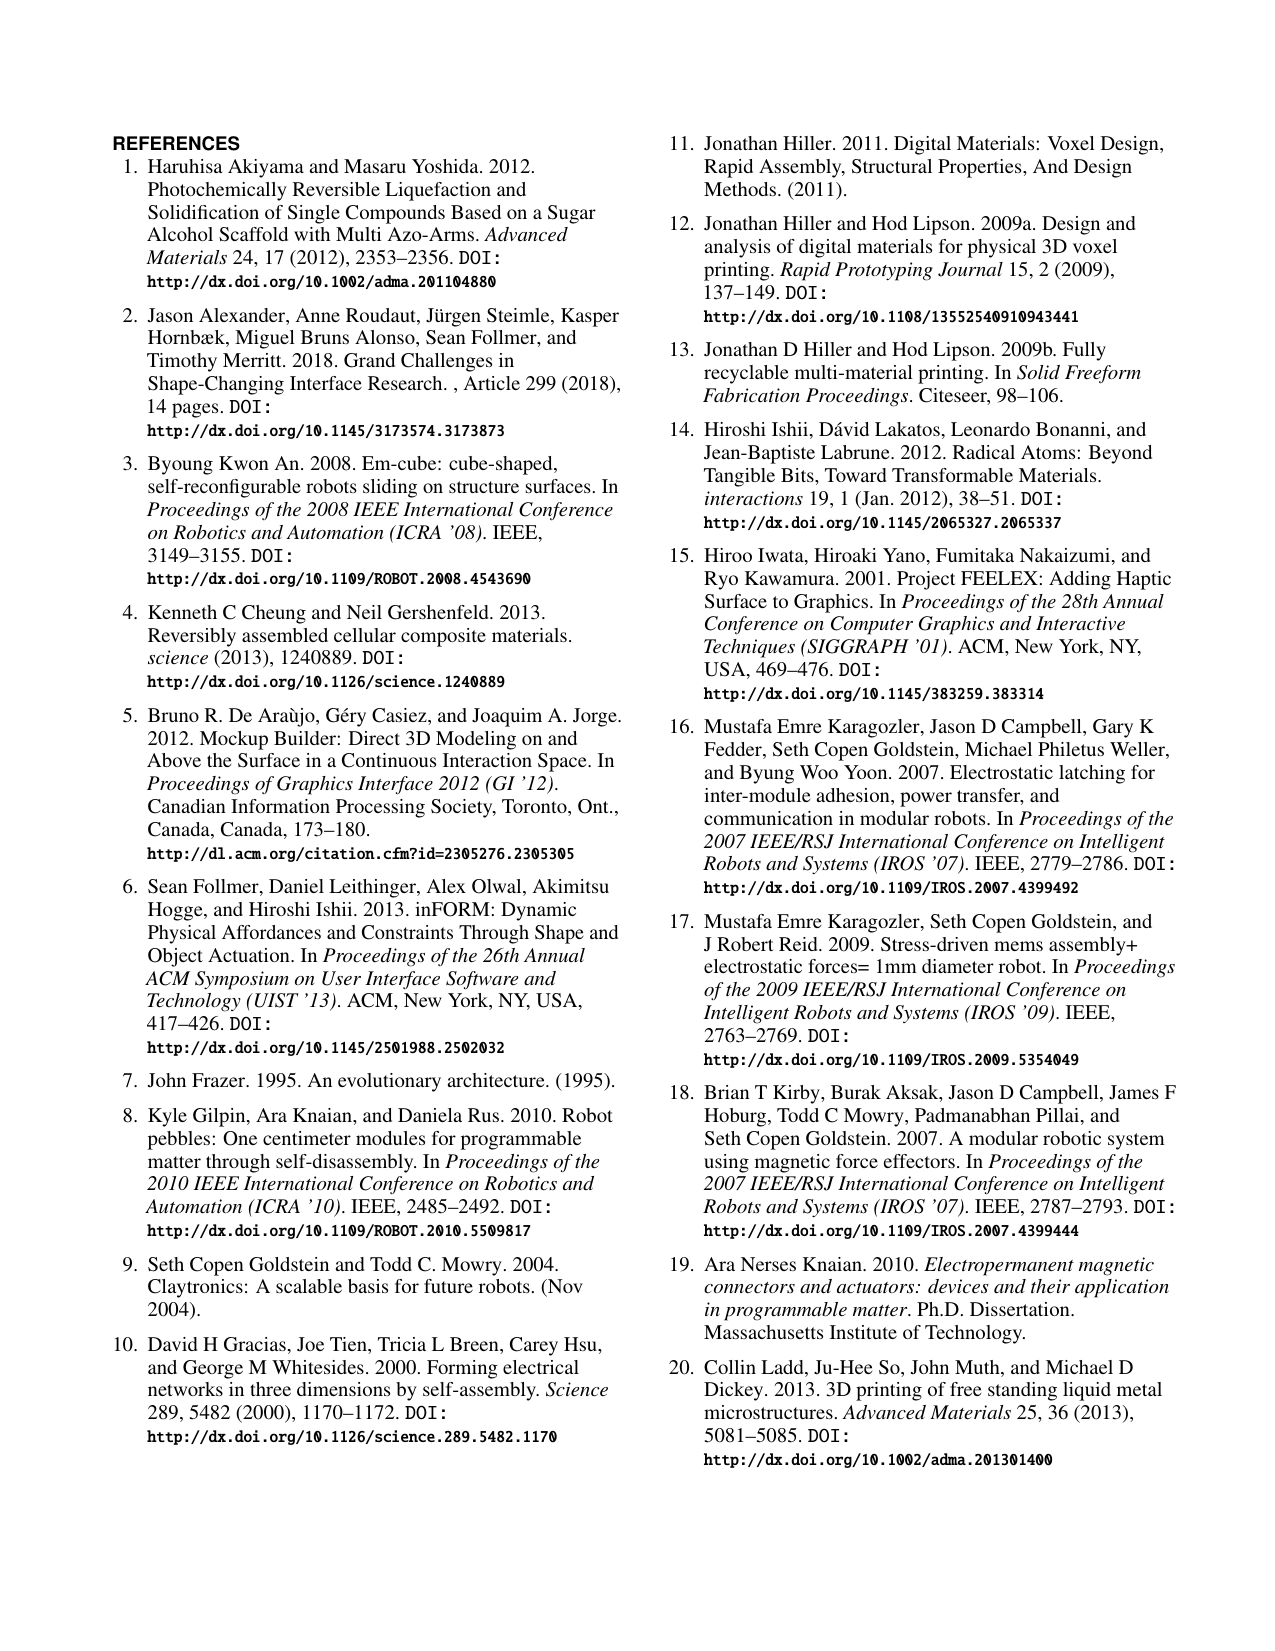 REFERENCES
1. Haruhisa Akiyama and Masaru Yoshida. 2012.
Photochemically Reversible Liquefaction and
Solidification of Single Compounds Based on a Sugar
Alcohol Scaffold with Multi Azo-Arms. Advanced
Materials 24, 17 (2012), 2353–2356. DOI:
http://dx.doi.org/10.1002/adma.201104880
2. Jason Alexander, Anne Roudaut, Jürgen Steimle, Kasper
Hornbæk, Miguel Bruns Alonso, Sean Follmer, and
Timothy Merritt. 2018. Grand Challenges in
Shape-Changing Interface Research. , Article 299 (2018),
14 pages. DOI:
http://dx.doi.org/10.1145/3173574.3173873
3. Byoung Kwon An. 2008. Em-cube: cube-shaped,
self-reconfigurable robots sliding on structure surfaces. In
Proceedings of the 2008 IEEE International Conference
on Robotics and Automation (ICRA ’08). IEEE,
3149–3155. DOI:
http://dx.doi.org/10.1109/ROBOT.2008.4543690
4. Kenneth C Cheung and Neil Gershenfeld. 2013.
Reversibly assembled cellular composite materials.
science (2013), 1240889. DOI:
http://dx.doi.org/10.1126/science.1240889
5. Bruno R. De Araùjo, Géry Casiez, and Joaquim A. Jorge.
2012. Mockup Builder: Direct 3D Modeling on and
Above the Surface in a Continuous Interaction Space. In
Proceedings of Graphics Interface 2012 (GI ’12).
Canadian Information Processing Society, Toronto, Ont.,
Canada, Canada, 173–180.
http://dl.acm.org/citation.cfm?id=2305276.2305305
6. Sean Follmer, Daniel Leithinger, Alex Olwal, Akimitsu
Hogge, and Hiroshi Ishii. 2013. inFORM: Dynamic
Physical Affordances and Constraints Through Shape and
Object Actuation. In Proceedings of the 26th Annual
ACM Symposium on User Interface Software and
Technology (UIST ’13). ACM, New York, NY, USA,
417–426. DOI:
http://dx.doi.org/10.1145/2501988.2502032
7. John Frazer. 1995. An evolutionary architecture. (1995).
8. Kyle Gilpin, Ara Knaian, and Daniela Rus. 2010. Robot
pebbles: One centimeter modules for programmable
matter through self-disassembly. In Proceedings of the
2010 IEEE International Conference on Robotics and
Automation (ICRA ’10). IEEE, 2485–2492. DOI:
http://dx.doi.org/10.1109/ROBOT.2010.5509817
9. Seth Copen Goldstein and Todd C. Mowry. 2004.
Claytronics: A scalable basis for future robots. (Nov
2004).
10. David H Gracias, Joe Tien, Tricia L Breen, Carey Hsu,
and George M Whitesides. 2000. Forming electrical
networks in three dimensions by self-assembly. Science
289, 5482 (2000), 1170–1172. DOI:
http://dx.doi.org/10.1126/science.289.5482.1170
11. Jonathan Hiller. 2011. Digital Materials: Voxel Design,
Rapid Assembly, Structural Properties, And Design
Methods. (2011).
12. Jonathan Hiller and Hod Lipson. 2009a. Design and
analysis of digital materials for physical 3D voxel
printing. Rapid Prototyping Journal 15, 2 (2009),
137–149. DOI:
http://dx.doi.org/10.1108/13552540910943441
13. Jonathan D Hiller and Hod Lipson. 2009b. Fully
recyclable multi-material printing. In Solid Freeform
Fabrication Proceedings. Citeseer, 98–106.
14. Hiroshi Ishii, Dávid Lakatos, Leonardo Bonanni, and
Jean-Baptiste Labrune. 2012. Radical Atoms: Beyond
Tangible Bits, Toward Transformable Materials.
interactions 19, 1 (Jan. 2012), 38–51. DOI:
http://dx.doi.org/10.1145/2065327.2065337
15. Hiroo Iwata, Hiroaki Yano, Fumitaka Nakaizumi, and
Ryo Kawamura. 2001. Project FEELEX: Adding Haptic
Surface to Graphics. In Proceedings of the 28th Annual
Conference on Computer Graphics and Interactive
Techniques (SIGGRAPH ’01). ACM, New York, NY,
USA, 469–476. DOI:
http://dx.doi.org/10.1145/383259.383314
16. Mustafa Emre Karagozler, Jason D Campbell, Gary K
Fedder, Seth Copen Goldstein, Michael Philetus Weller,
and Byung Woo Yoon. 2007. Electrostatic latching for
inter-module adhesion, power transfer, and
communication in modular robots. In Proceedings of the
2007 IEEE/RSJ International Conference on Intelligent
Robots and Systems (IROS ’07). IEEE, 2779–2786. DOI:
http://dx.doi.org/10.1109/IROS.2007.4399492
17. Mustafa Emre Karagozler, Seth Copen Goldstein, and
J Robert Reid. 2009. Stress-driven mems assembly+
electrostatic forces= 1mm diameter robot. In Proceedings
of the 2009 IEEE/RSJ International Conference on
Intelligent Robots and Systems (IROS ’09). IEEE,
2763–2769. DOI:
http://dx.doi.org/10.1109/IROS.2009.5354049
18. Brian T Kirby, Burak Aksak, Jason D Campbell, James F
Hoburg, Todd C Mowry, Padmanabhan Pillai, and
Seth Copen Goldstein. 2007. A modular robotic system
using magnetic force effectors. In Proceedings of the
2007 IEEE/RSJ International Conference on Intelligent
Robots and Systems (IROS ’07). IEEE, 2787–2793. DOI:
http://dx.doi.org/10.1109/IROS.2007.4399444
19. Ara Nerses Knaian. 2010. Electropermanent magnetic
connectors and actuators: devices and their application
in programmable matter. Ph.D. Dissertation.
Massachusetts Institute of Technology.
20. Collin Ladd, Ju-Hee So, John Muth, and Michael D
Dickey. 2013. 3D printing of free standing liquid metal
microstructures. Advanced Materials 25, 36 (2013),
5081–5085. DOI:
http://dx.doi.org/10.1002/adma.201301400